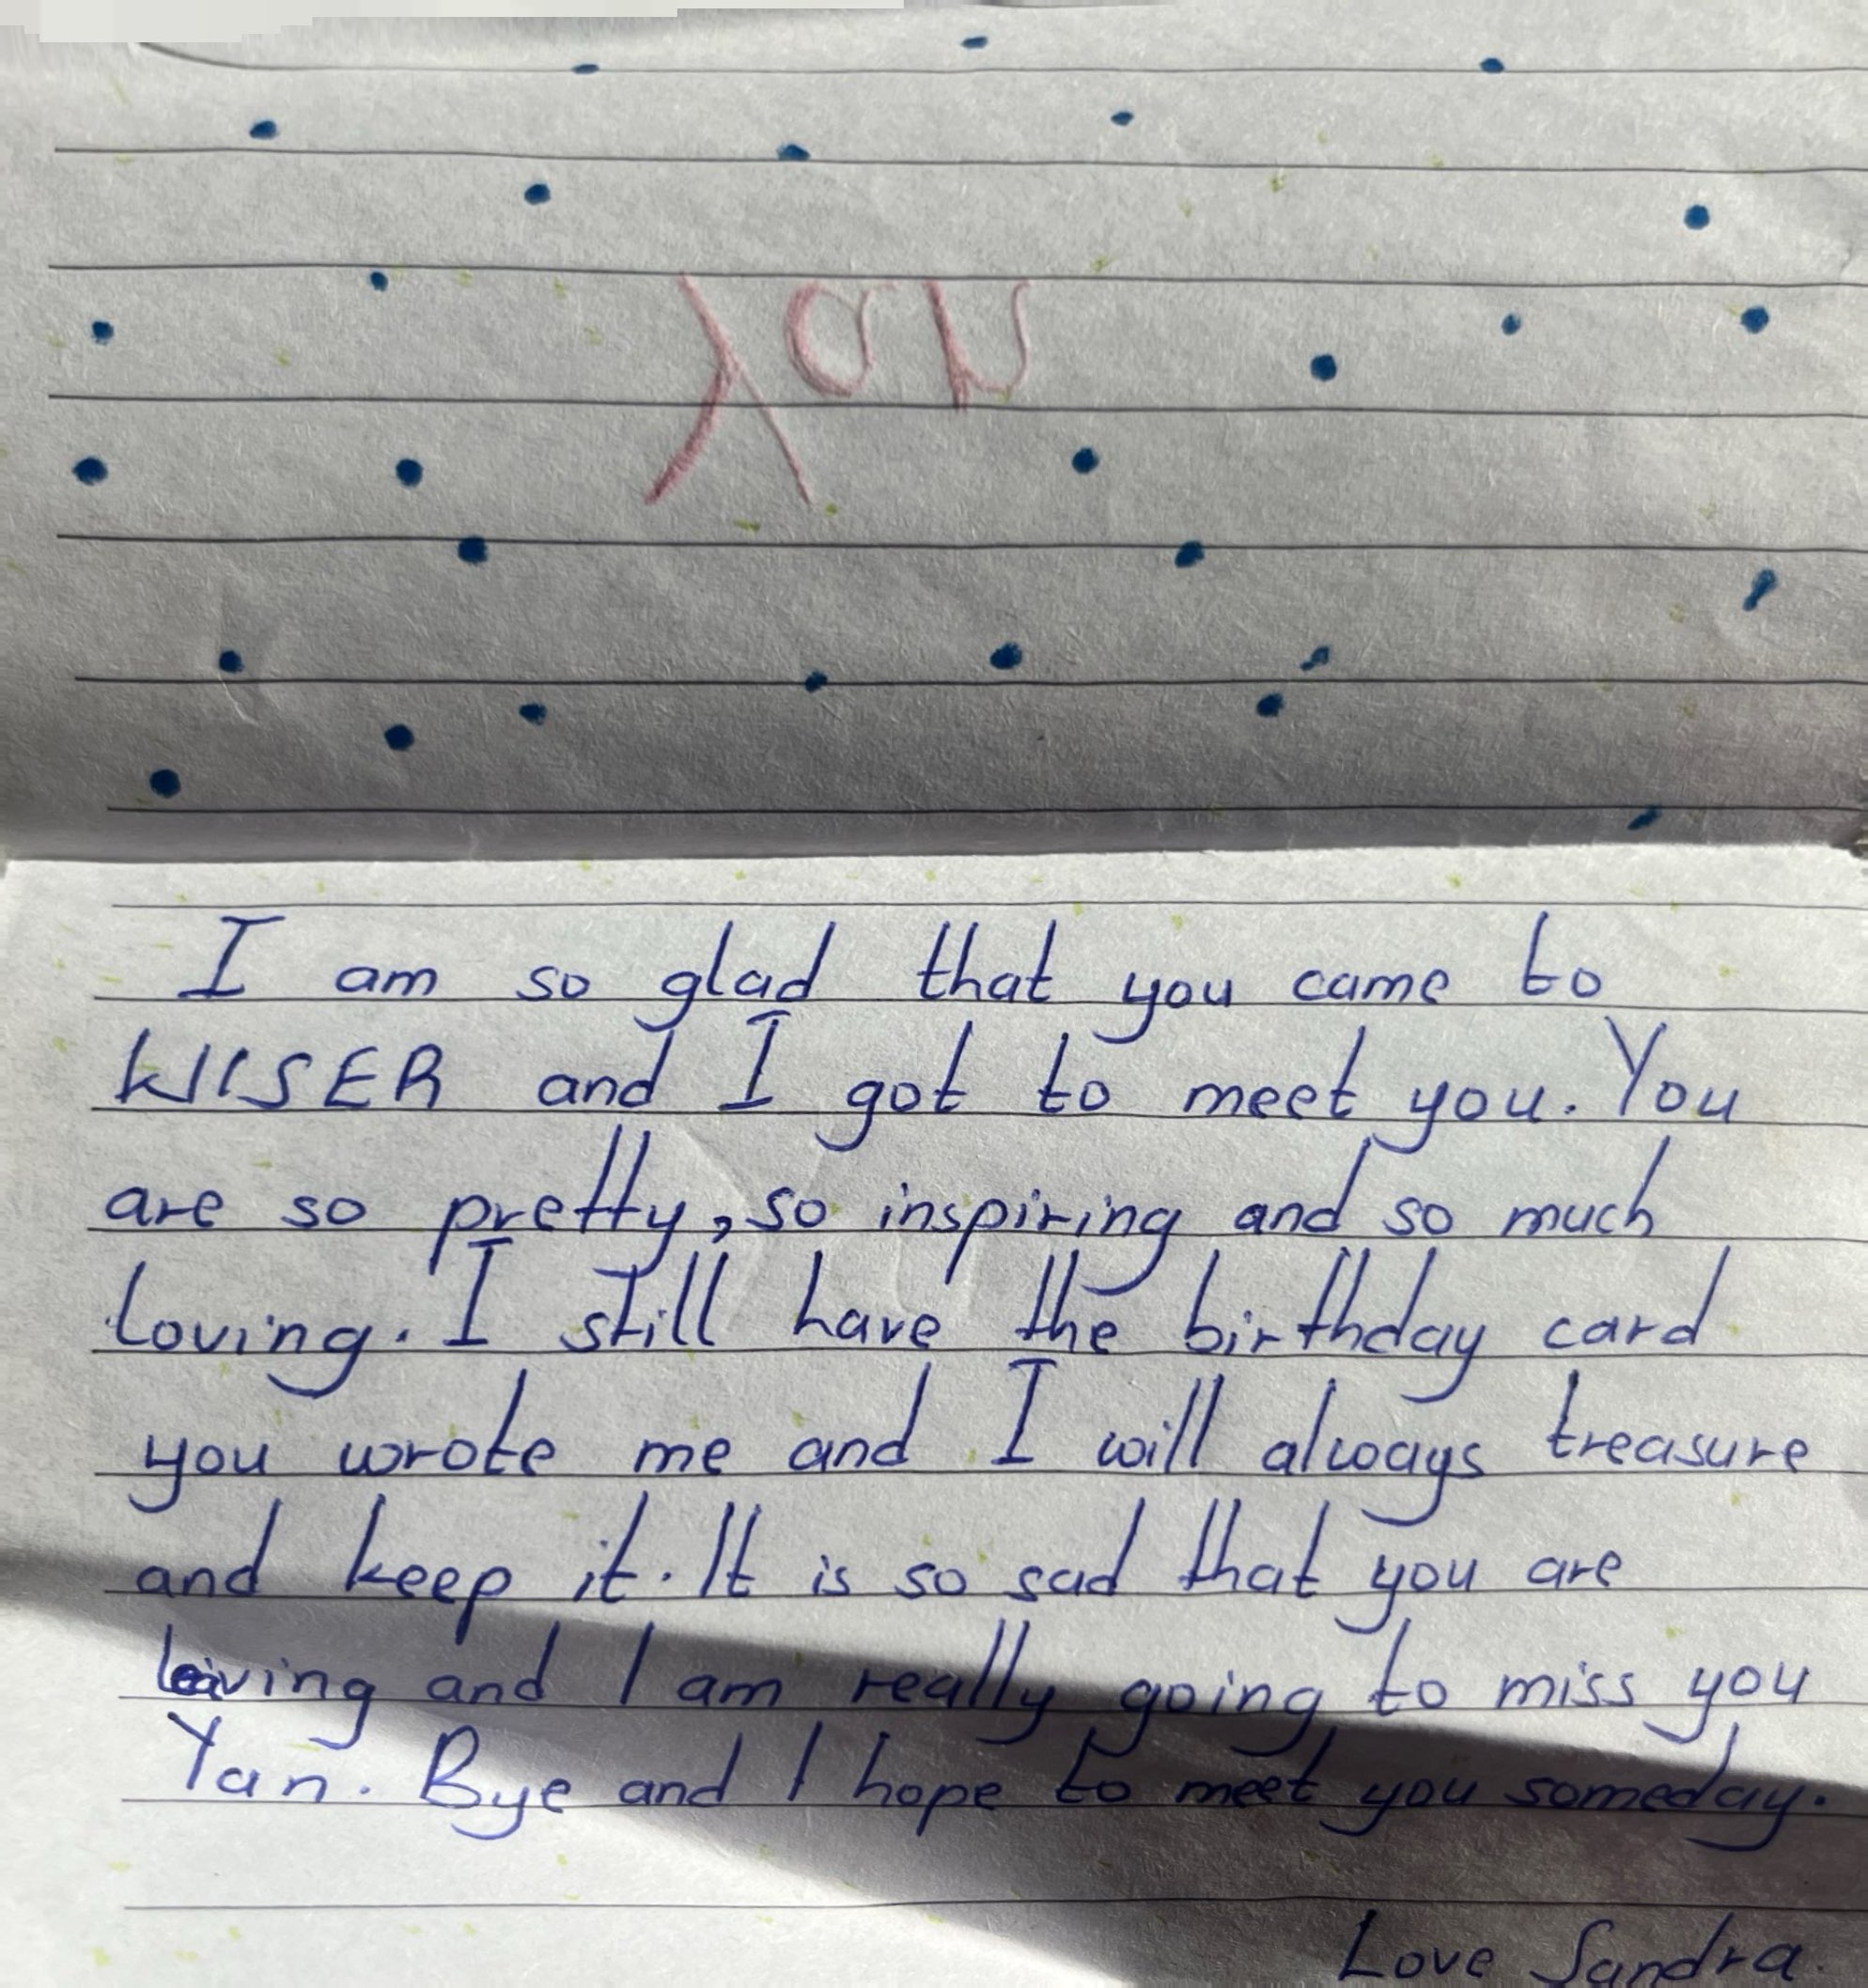 Yan
I am so glad that you came to
WISER and I got to meet you. You
are so pretty, so inspiring and so much
loving. I still have the birthday card
you wrote me and I will always treasure
and keep it. It is so sad that you are
leaving and I am really going to miss you
Yan. Bye and I hope to meet you someday.
Love Sandra.